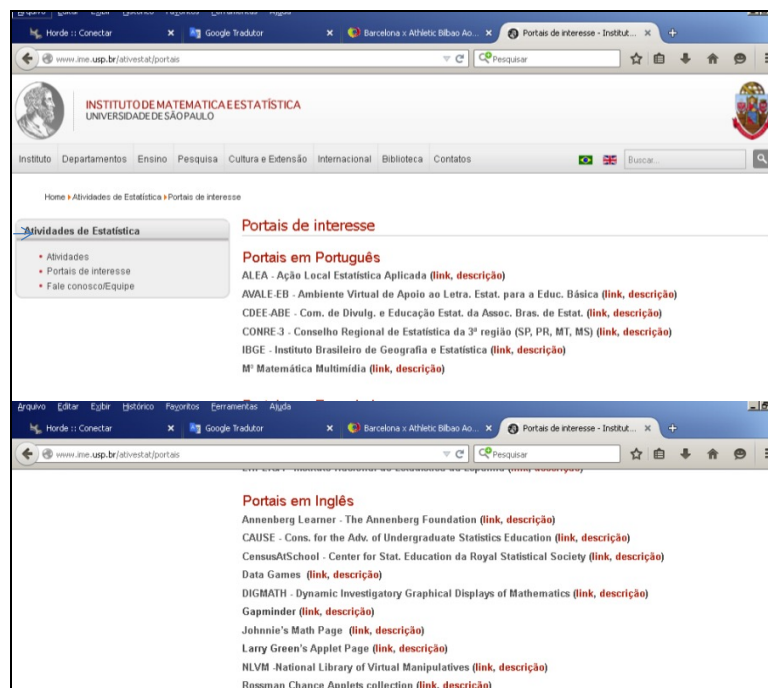 Arquivo Editar Exibir Histórico Favoritos Ferramentas Ajuda
Horde :: Conectar
Google Tradutor
Barcelona x Athletic Bilbao Ao...
Portais de interesse - Institut...
www.ime.usp.br/ativestat/portais
Pesquisar
INSTITUTO DE MATEMATICA E ESTATÍSTICA
UNIVERSIDADE DE SÃO PAULO
Instituto Departamentos Ensino Pesquisa Cultura e Extensão Internacional Biblioteca Contatos
Buscar...
Home Atividades de Estatística Portais de interesse
Atividades de Estatística
Atividades
Portais de interesse
Fale conosco/Equipe
Portais de interesse
Portais em Português
ALEA - Ação Local Estatística Aplicada (link, descrição)
AVALE-EB - Ambiente Virtual de Apoio ao Letra. Estat. para a Educ. Básica (link, descrição)
CDEE-ABE - Com. de Divulg. e Educação Estat. da Assoc. Bras. de Estat. (link, descrição)
CONRE-3 - Conselho Regional de Estatística da 3ª região (SP, PR, MT, MS) (link, descrição)
IBGE - Instituto Brasileiro de Geografia e Estatística (link, descrição)
M³ Matemática Multimídia (link, descrição)
Arquivo Editar Exibir Histórico Favoritos Ferramentas Ajuda
Horde :: Conectar
Google Tradutor
Barcelona x Athletic Bilbao Ao...
Portais de interesse - Institut...
www.ime.usp.br/ativestat/portais
Pesquisar
Portais em Inglês
Annenberg Learner - The Annenberg Foundation (link, descrição)
CAUSE - Cons. for the Adv. of Undergraduate Statistics Education (link, descrição)
CensusAtSchool - Center for Stat. Education da Royal Statistical Society (link, descrição)
Data Games (link, descrição)
DIGMATH - Dynamic Investigatory Graphical Displays of Mathematics (link, descrição)
Gapminder (link, descrição)
Johnnie's Math Page (link, descrição)
Larry Green's Applet Page (link, descrição)
NLVM -National Library of Virtual Manipulatives (link, descrição)
Rossman Chance Applets collection (link, descrição)